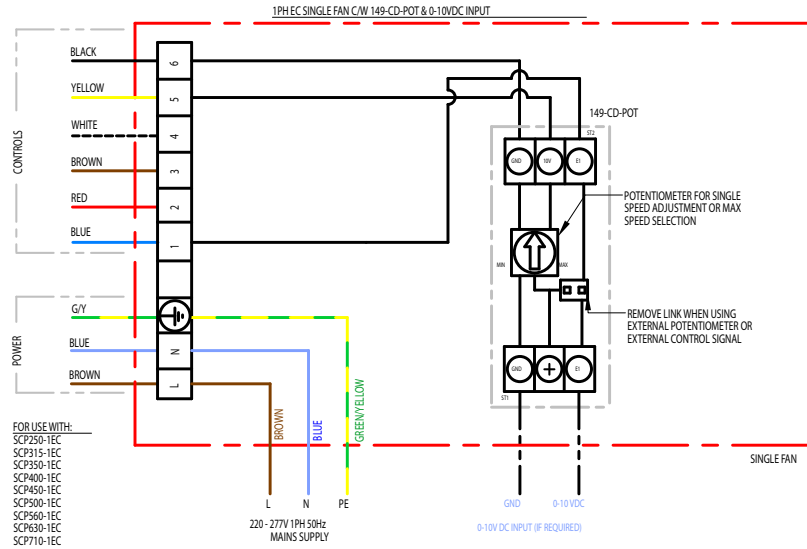 1PH EC SINGLE FAN C/W 149-CD-POT & 0-10VDC INPUT
CONTROLS
BLACK
6
YELLOW
5
WHITE
4
BROWN
3
RED
2
BLUE
1
149-CD-POT
ST2
GND
10V
E1
POTENTIOMETER FOR SINGLE
SPEED ADJUSTMENT OR MAX
SPEED SELECTION
MIN
MAX
REMOVE LINK WHEN USING
EXTERNAL POTENTIOMETER OR
EXTERNAL CONTROL SIGNAL
GND
+
E1
ST1
POWER
G/Y
BLUE
N
BROWN
L
BROWN
BLUE
GREEN/YELLOW
FOR USE WITH:
SCP250-1EC
SCP315-1EC
SCP350-1EC
SCP400-1EC
SCP450-1EC
SCP500-1EC
SCP560-1EC
SCP630-1EC
SCP710-1EC
SINGLE FAN
L
N
PE
220 - 277V 1PH 50Hz
MAINS SUPPLY
GND
0-10 VDC
0-10V DC INPUT (IF REQUIRED)